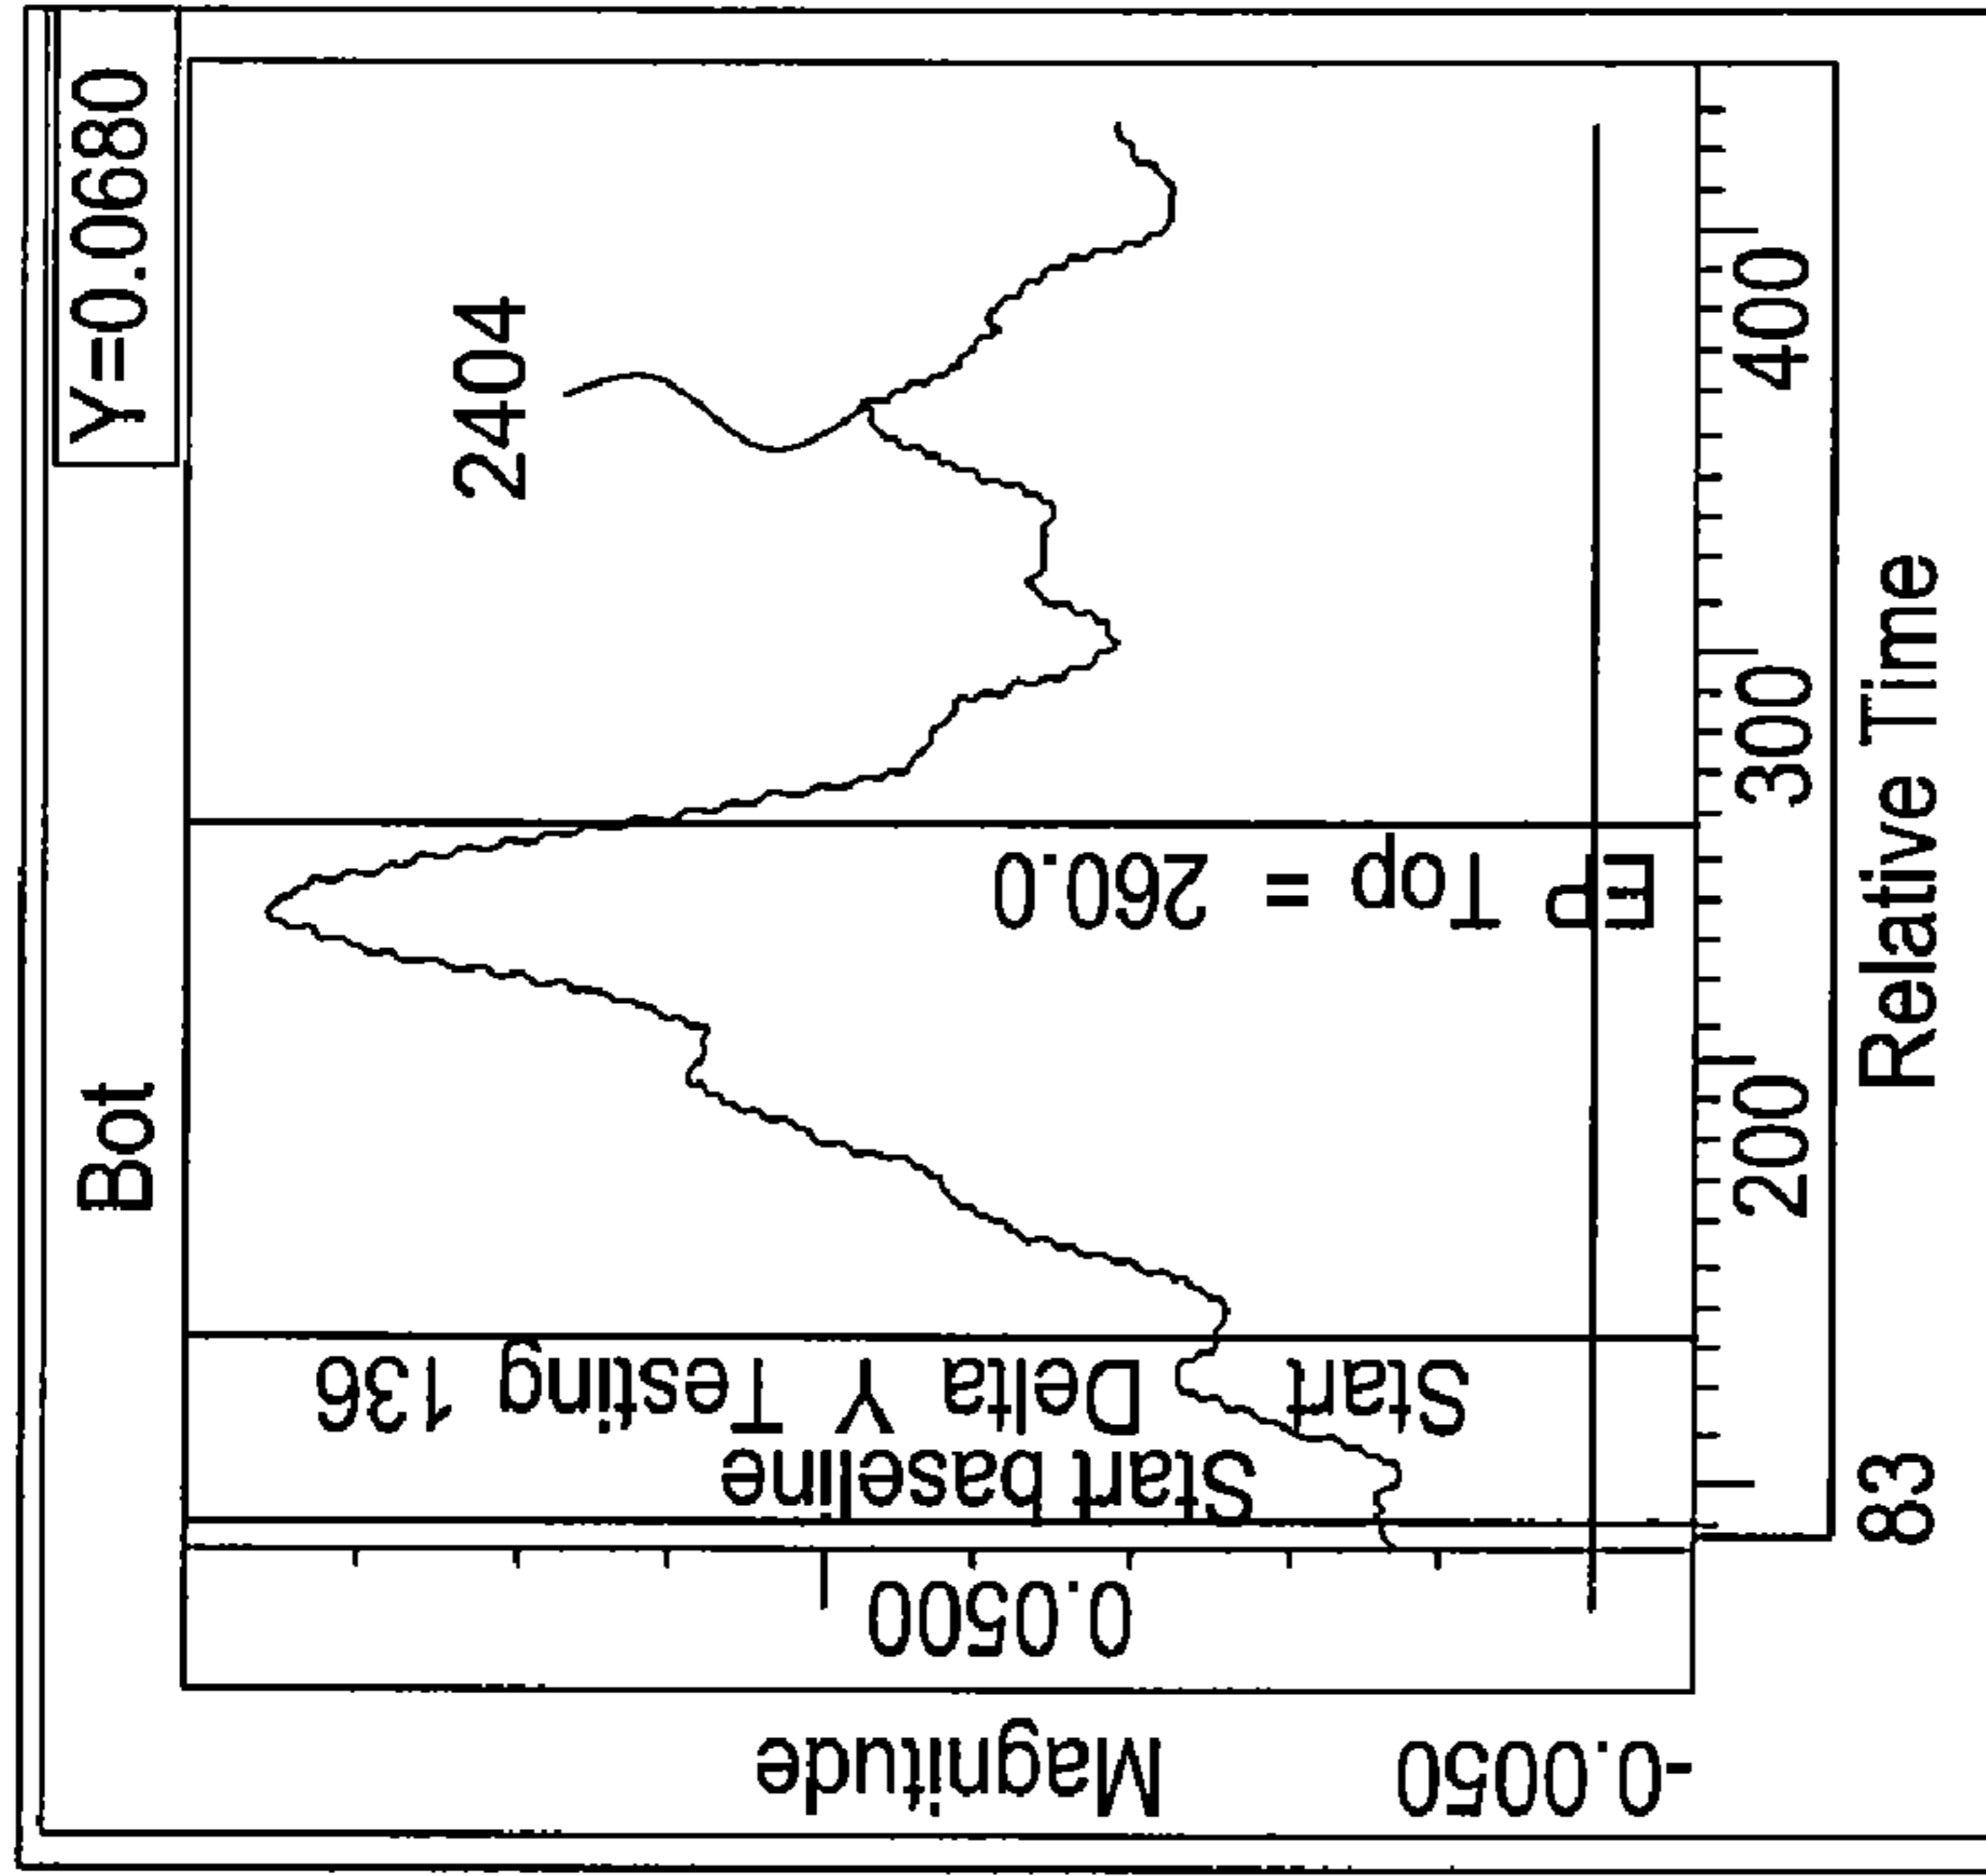 Bot
Y=0.0680
2404
Magnitude
0.0500
-0.0050
Start baseline
Start Delta Y Testing 136
EP Top = 260.0
83
200
300
400
Relative Time